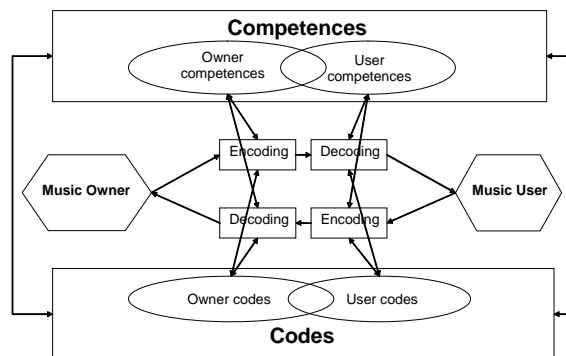 Competences
Owner
competences
User
competences
Encoding
Decoding
Music Owner
Music User
Decoding
Encoding
Owner codes
User codes
Codes